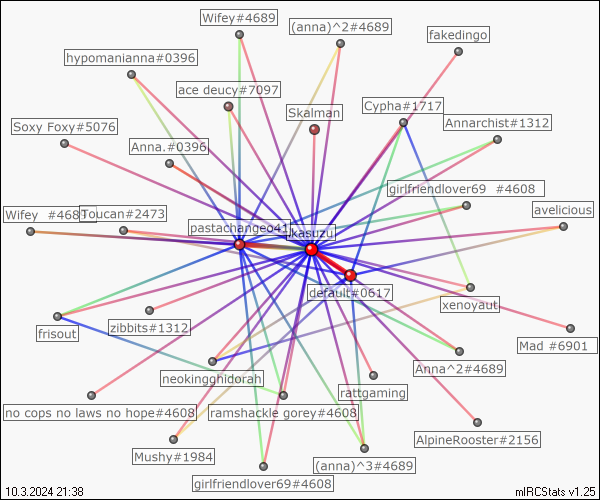 Wifey#4689
(anna)^2#4689
fakedingo
hypomanianna#0396
ace deucy#7097
Skalman
Cypha#1717
Annarchist#1312
Soxy Foxy#5076
Anna.#0396
girlfriendlover69 #4608
avelicious
Wifey #468
Toucan#2473
pastachange041
kasuzu
default#0617
xenoyaut
frisout
zibbits#1312
Mad #6901
Anna^2#4689
neokingghidorah
rattgaming
no cops no laws no hope#4608
ramshackle gorey#4608
AlpineRooster#2156
Mushy#1984
(anna)^3#4689
girlfriendlover69#4608
10.3.2024 21:38
mIRCStats v1.25